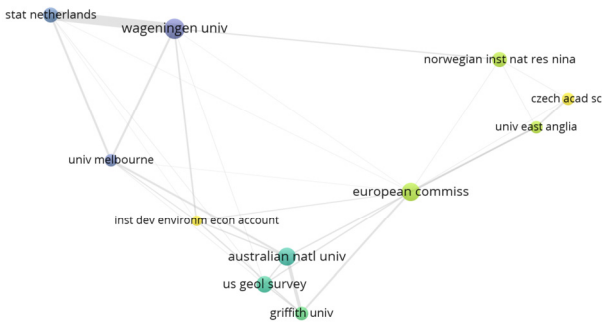 stat netherlands
wageningen univ
norwegian inst nat res nina
czech acad sc
univ east anglia
univ melbourne
european commiss
inst dev environm econ account
australian natl univ
us geol survey
griffith univ